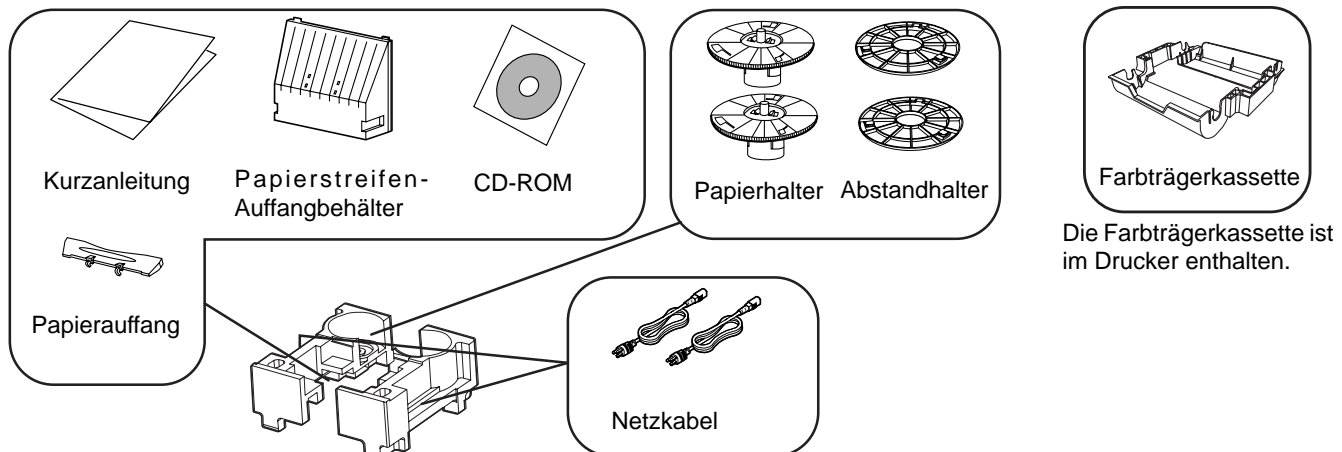 Kurzanleitung
Papierstreifen-
Auffangbehälter
CD-ROM
Papierauffang
Papierhalter
Abstandhalter
Netzkabel
Farbträgerkassette
Die Farbträgerkassette ist
im Drucker enthalten.